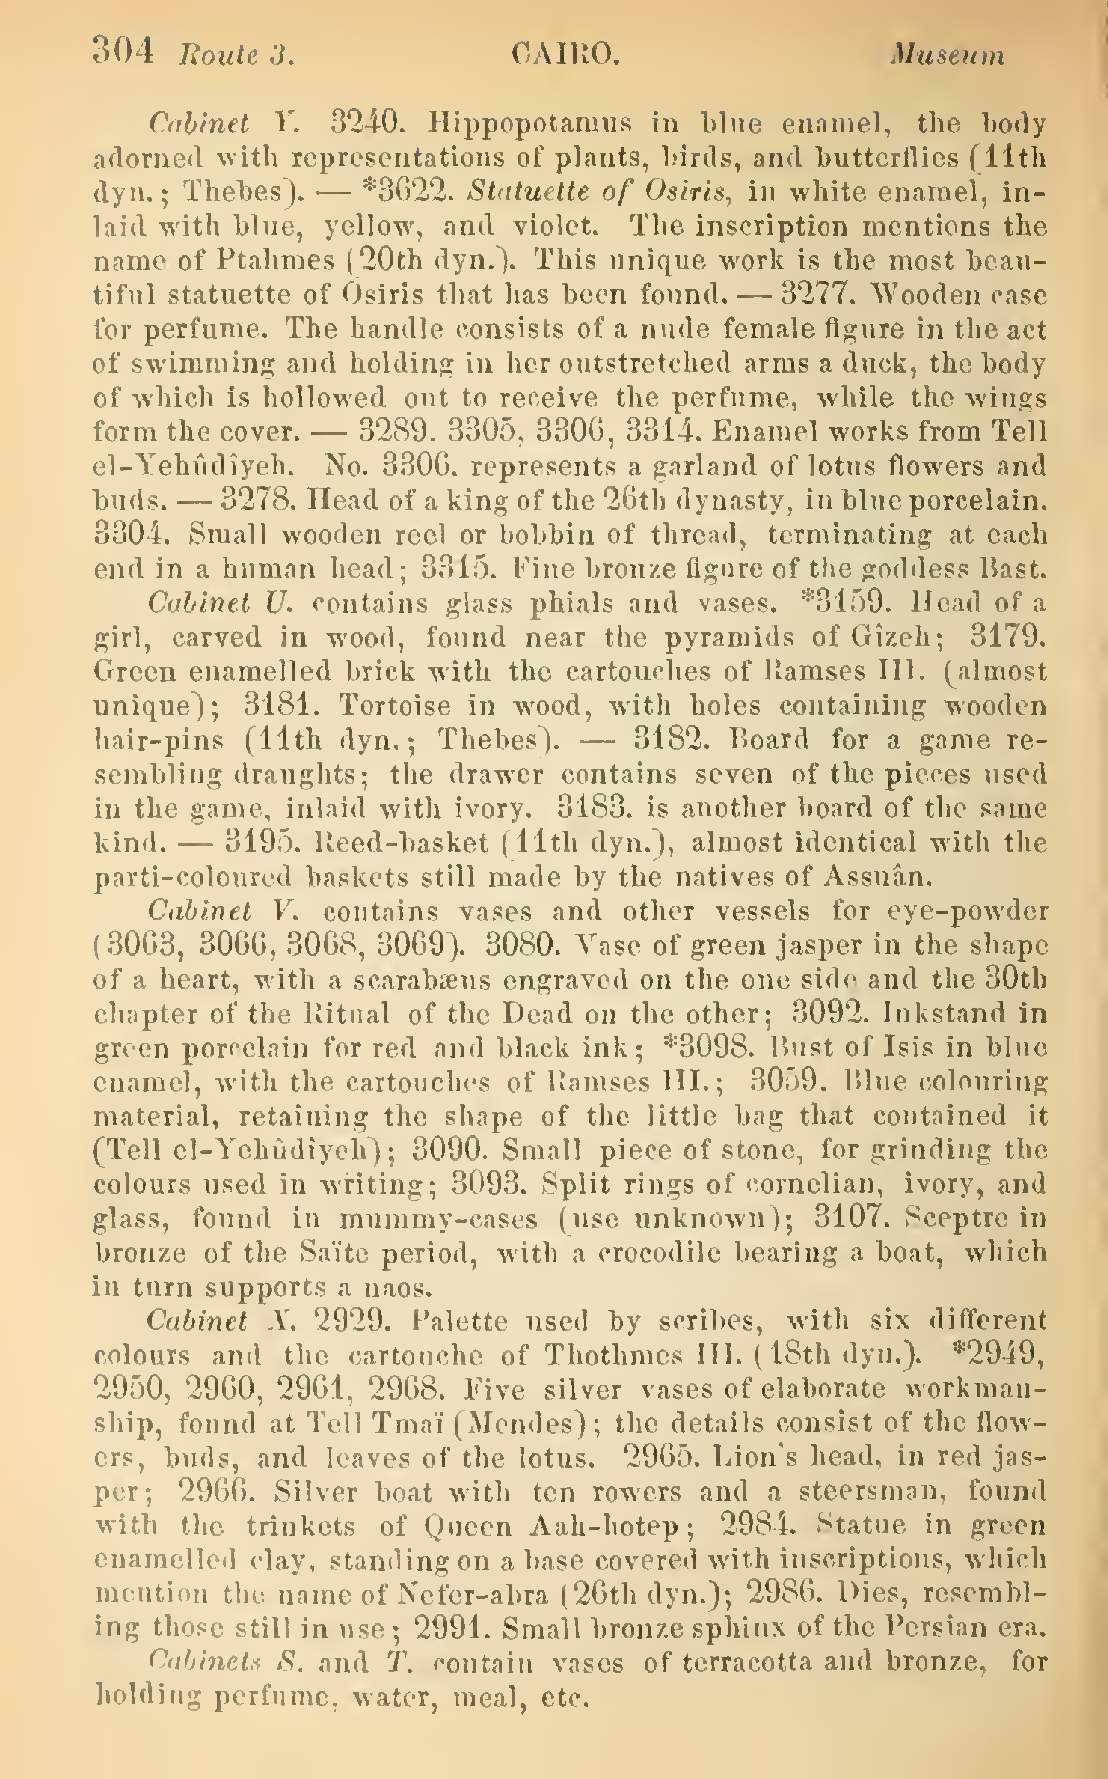 304 Route 3. CAIRO. Museum
Cabinet Y. 3240. Hippopotamus in blue enamel, the body
adorned with representations of plants, birds, and butterflies (11th
dyn.; Thebes). — *3622. Statuette of Osiris, in white enamel, in-
laid with blue, yellow, and violet. The inscription mentions the
name of Ptahmes (20th dyn.). This unique work is the most beau-
tiful statuette of Osiris that has been found. — 3277. Wooden case
for perfume. The handle consists of a nude female figure in the act
of swimming and holding in her outstretched arms a duck, the body
of which is hollowed out to receive the perfume, while the wings
form the cover. — 3289. 3305, 3306, 3314. Enamel works from Tell
el-Yehûdîyeh. No. 3306. represents a garland of lotus flowers and
buds. — 3278. Head of a king of the 26th dynasty, in blue porcelain.
3304. Small wooden reel or bobbin of thread, terminating at each
end in a human head; 3315. Fine bronze figure of the goddess Bast.
Cabinet U. contains glass phials and vases. *3159. Head of a
girl, carved in wood, found near the pyramids of Gîzeh; 3179.
Green enamelled brick with the cartouches of Ramses III. (almost
unique); 3181. Tortoise in wood, with holes containing wooden
hair-pins (11th dyn.; Thebes). — 3182. Board for a game re-
sembling draughts; the drawer contains seven of the pieces used
in the game, inlaid with ivory. 3183. is another board of the same
kind. — 3195. Reed-basket (11th dyn.), almost identical with the
parti-coloured baskets still made by the natives of Assuân.
Cabinet V. contains vases and other vessels for eye-powder
(3063, 3066, 3068, 3069). 3080. Vase of green jasper in the shape
of a heart, with a scarabæus engraved on the one side and the 30th
chapter of the Ritual of the Dead on the other; 3092. Inkstand in
green porcelain for red and black ink; *3098. Bust of Isis in blue
enamel, with the cartouches of Ramses III.; 3059. Blue colouring
material, retaining the shape of the little bag that contained it
(Tell el-Yehûdîyeh); 3090. Small piece of stone, for grinding the
colours used in writing; 3093. Split rings of cornelian, ivory, and
glass, found in mummy-cases (use unknown); 3107. Sceptre in
bronze of the Saïte period, with a crocodile bearing a boat, which
in turn supports a naos.
Cabinet X. 2929. Palette used by scribes, with six different
colours and the cartouche of Thothmes III. (18th dyn.). *2949,
2950, 2960, 2961, 2968. Five silver vases of elaborate workman-
ship, found at Tell Tmaï (Mendes); the details consist of the flow-
ers, buds, and leaves of the lotus. 2965. Lion's head, in red jas-
per; 2966. Silver boat with ten rowers and a steersman, found
with the trinkets of Queen Aah-hotep; 2984. Statue in green
enamelled clay, standing on a base covered with inscriptions, which
mention the name of Nefer-abra (26th dyn.); 2986. Dies, resembl-
ing those still in use; 2991. Small bronze sphinx of the Persian era.
Cabinets S. and T. contain vases of terracotta and bronze, for
holding perfume, water, meal, etc.